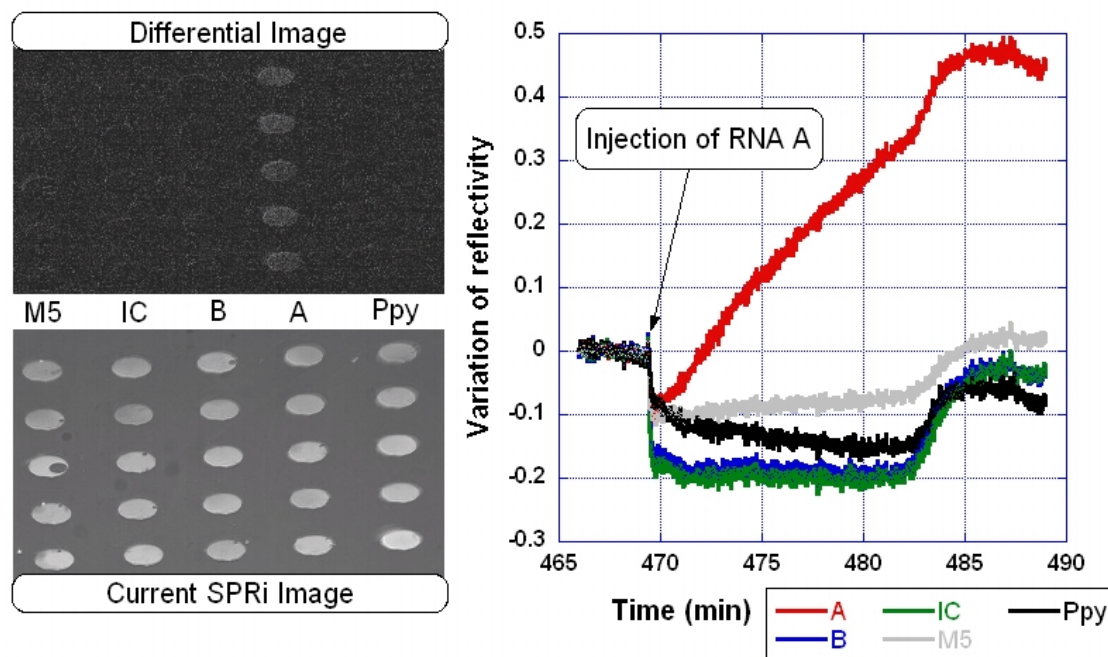 Differential Image
M5 IC B A Ppy
Current SPRi Image
Variation of reflectivity
0.5
0.4
0.3
0.2
0.1
0
-0.1
-0.2
-0.3
Injection of RNA A
465 470 475 480 485 490
Time (min)
A IC Ppy
B M5